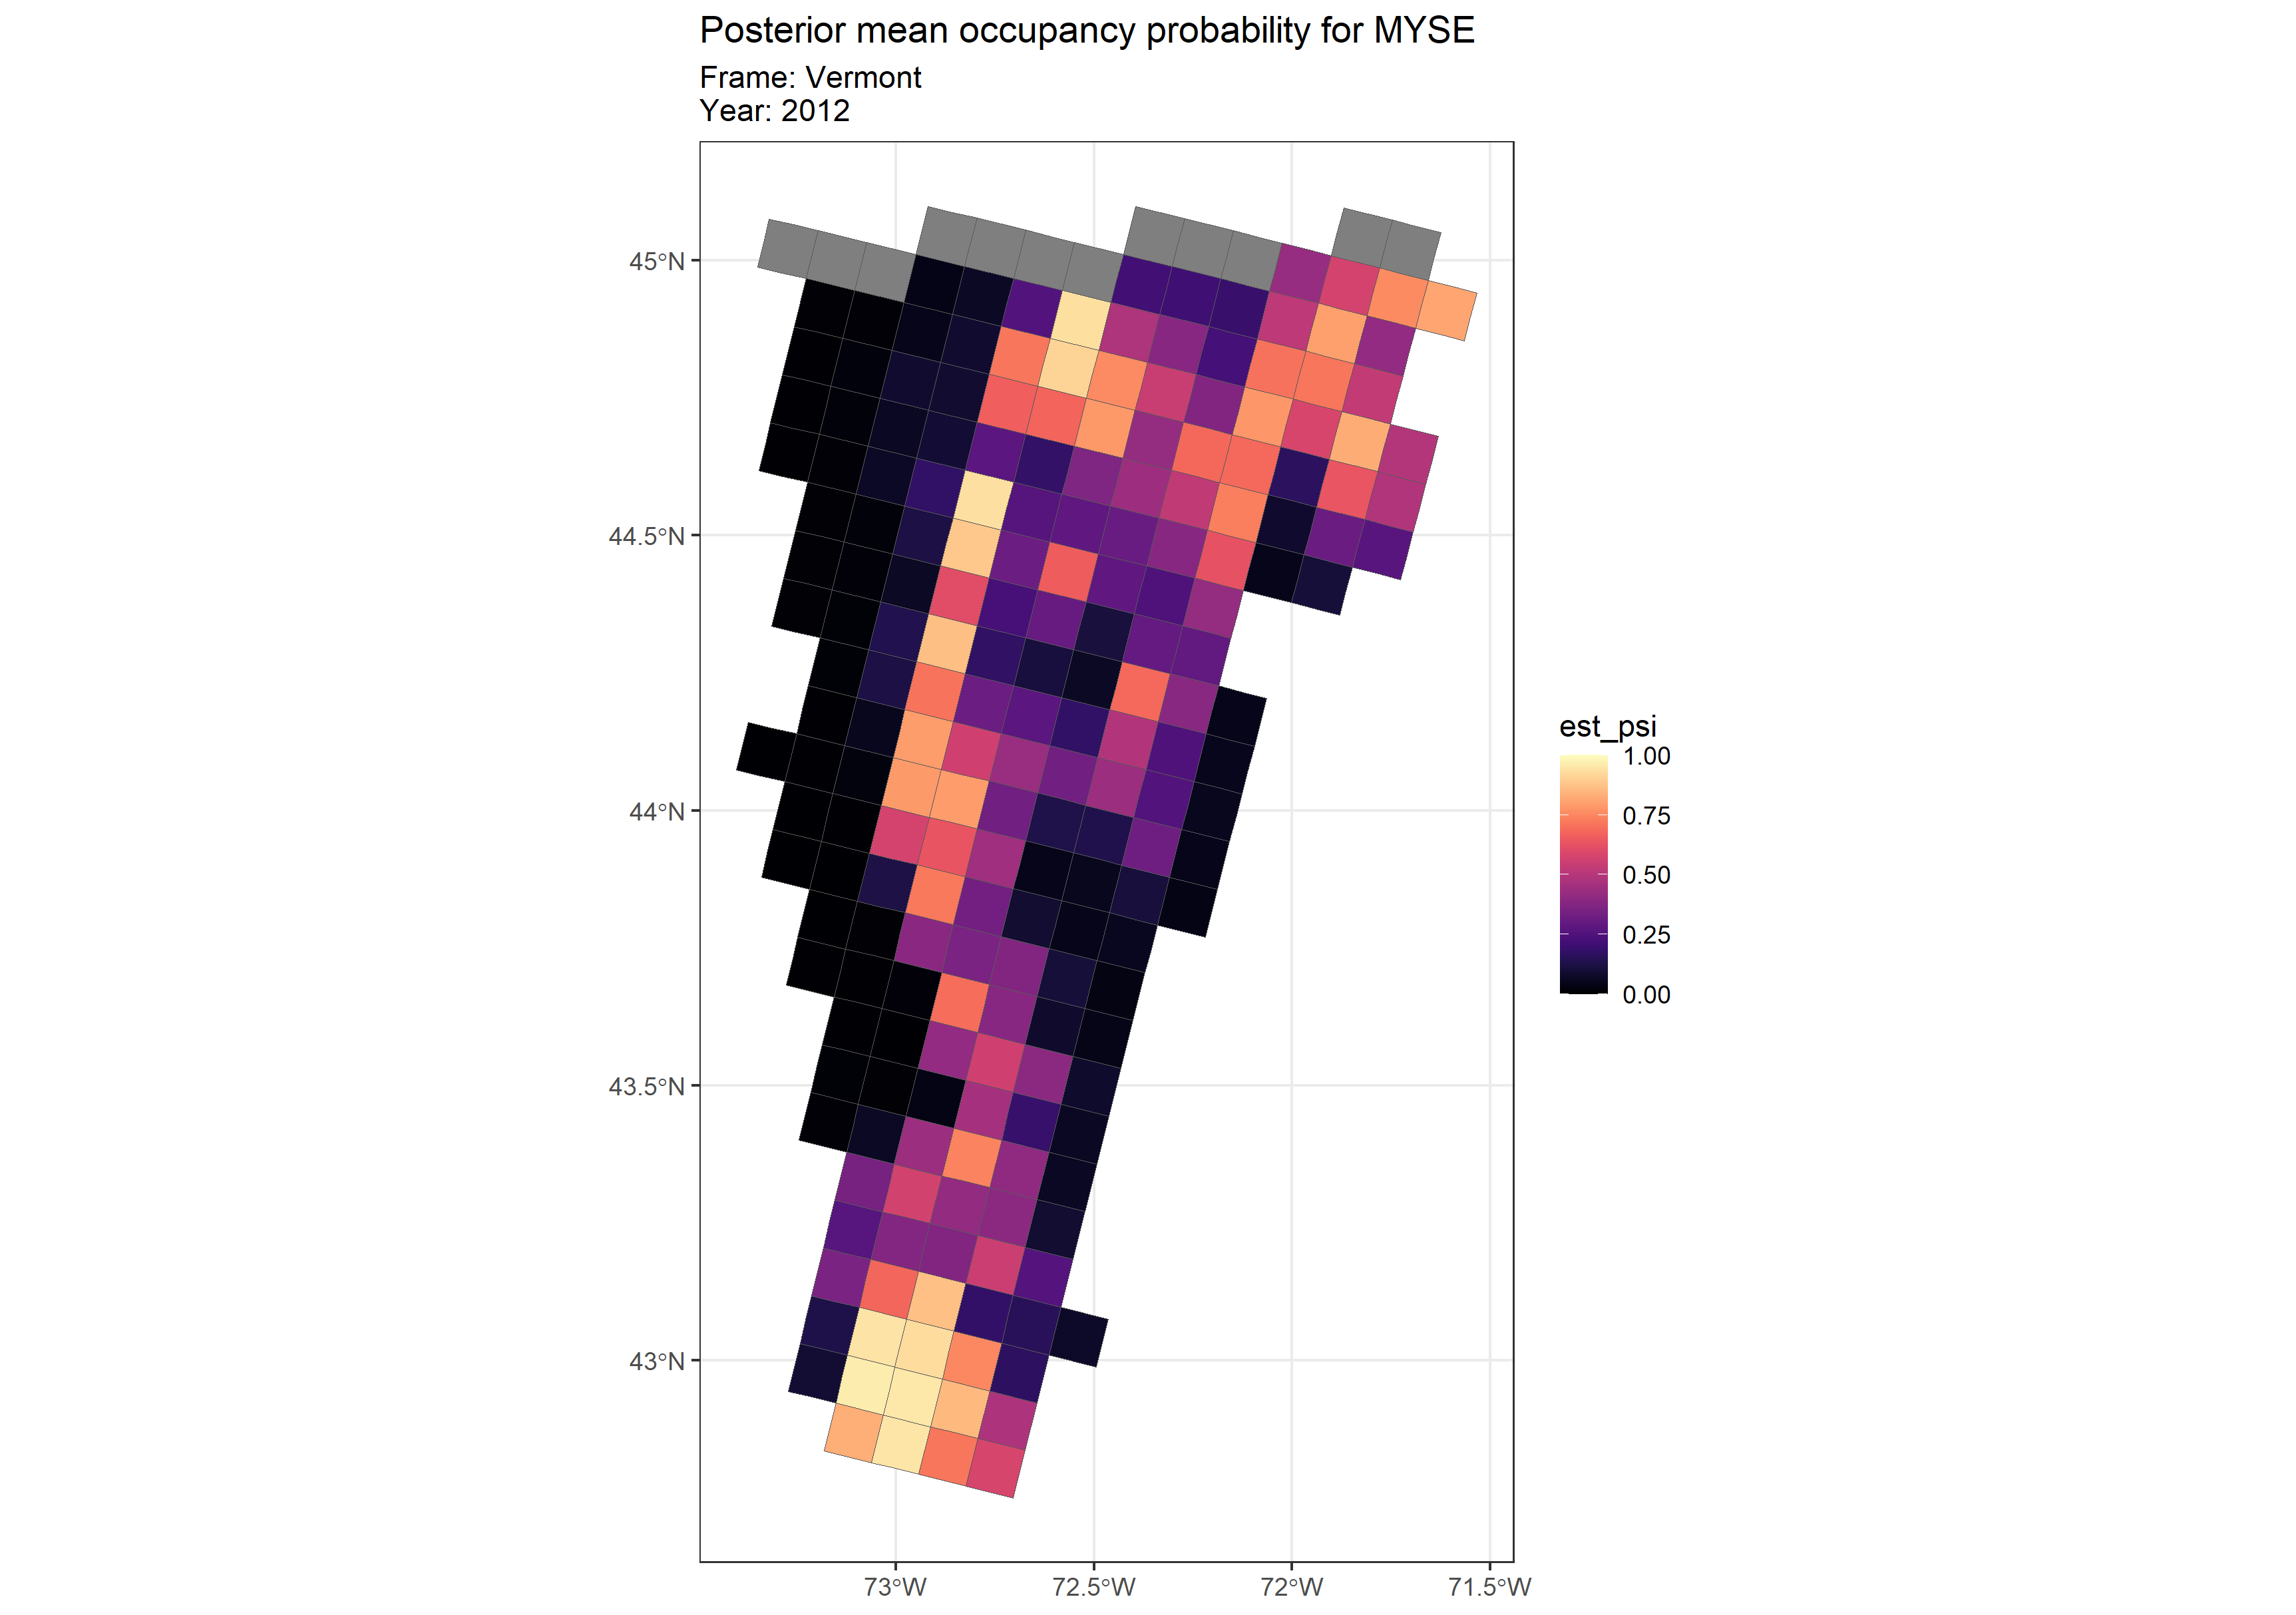 Posterior mean occupancy probability for MYSE
Frame: Vermont
Year: 2012
45°N
44.5°N
44°N
43.5°N
43°N
73°W
72.5°W
72°W
71.5°W
est_psi
1.00
0.75
0.50
0.25
0.00